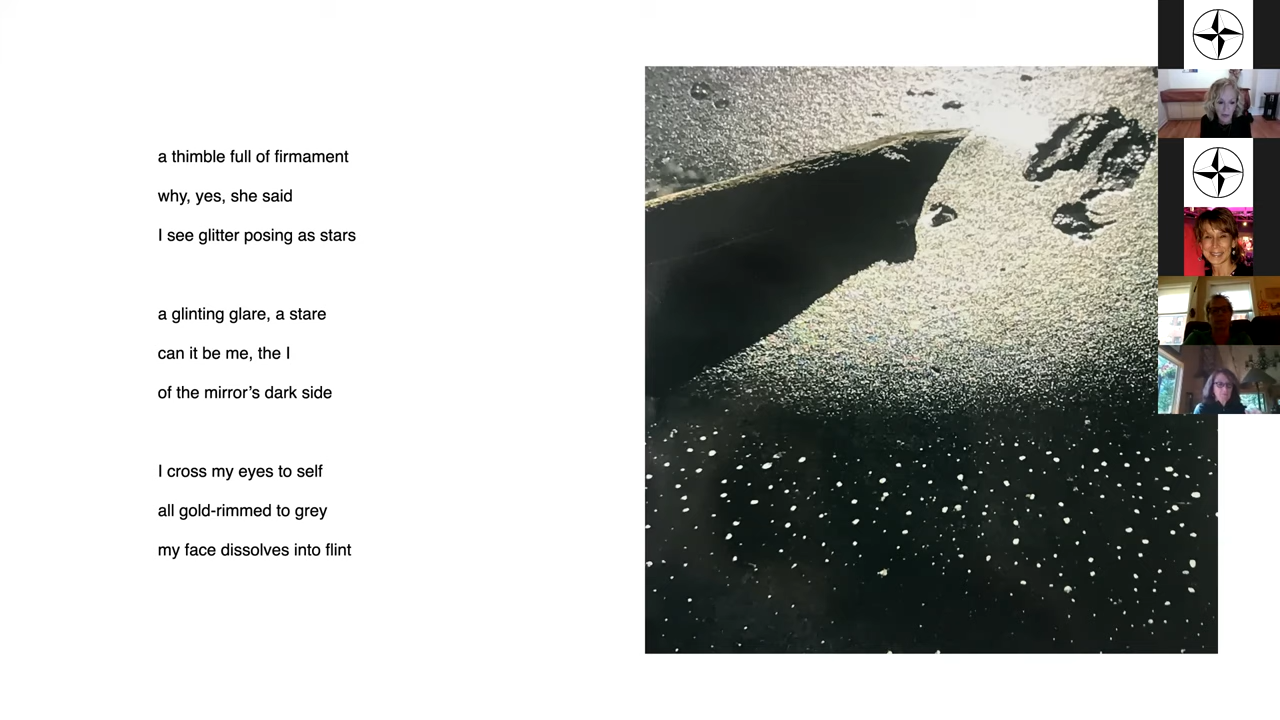 a thimble full of firmament
why, yes, she said
I see glitter posing as stars
a glinting glare, a stare
can it be me, the I
of the mirror’s dark side
I cross my eyes to self
all gold-rimmed to grey
my face dissolves into flint